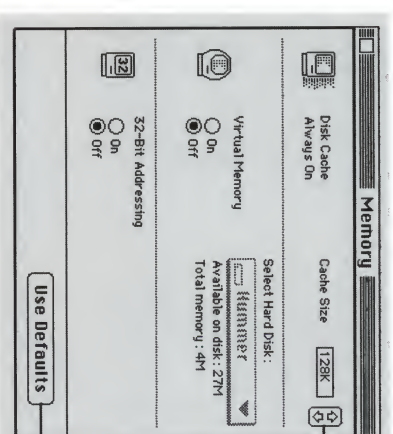 Memory
Disk Cache
Always On
Cache Size
128K
Virtual Memory
On
Off
Select Hard Disk:
Hummer
Available on disk : 27M
Total memory : 4M
32
32-Bit Addressing
On
Off
Use Defaults